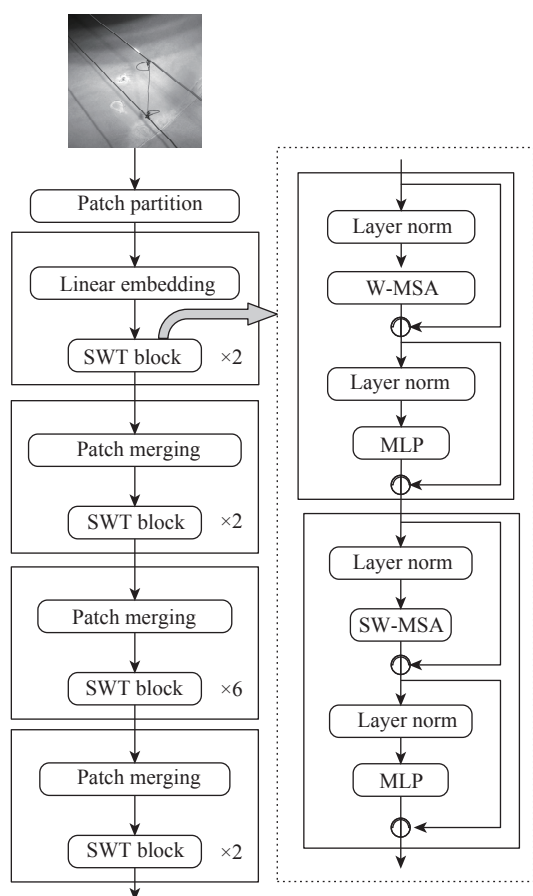 Patch partition
Linear embedding
SWT block
×2
Patch merging
SWT block
×2
Patch merging
SWT block
×6
Patch merging
SWT block
×2
Layer norm
W-MSA
Layer norm
MLP
Layer norm
SW-MSA
Layer norm
MLP